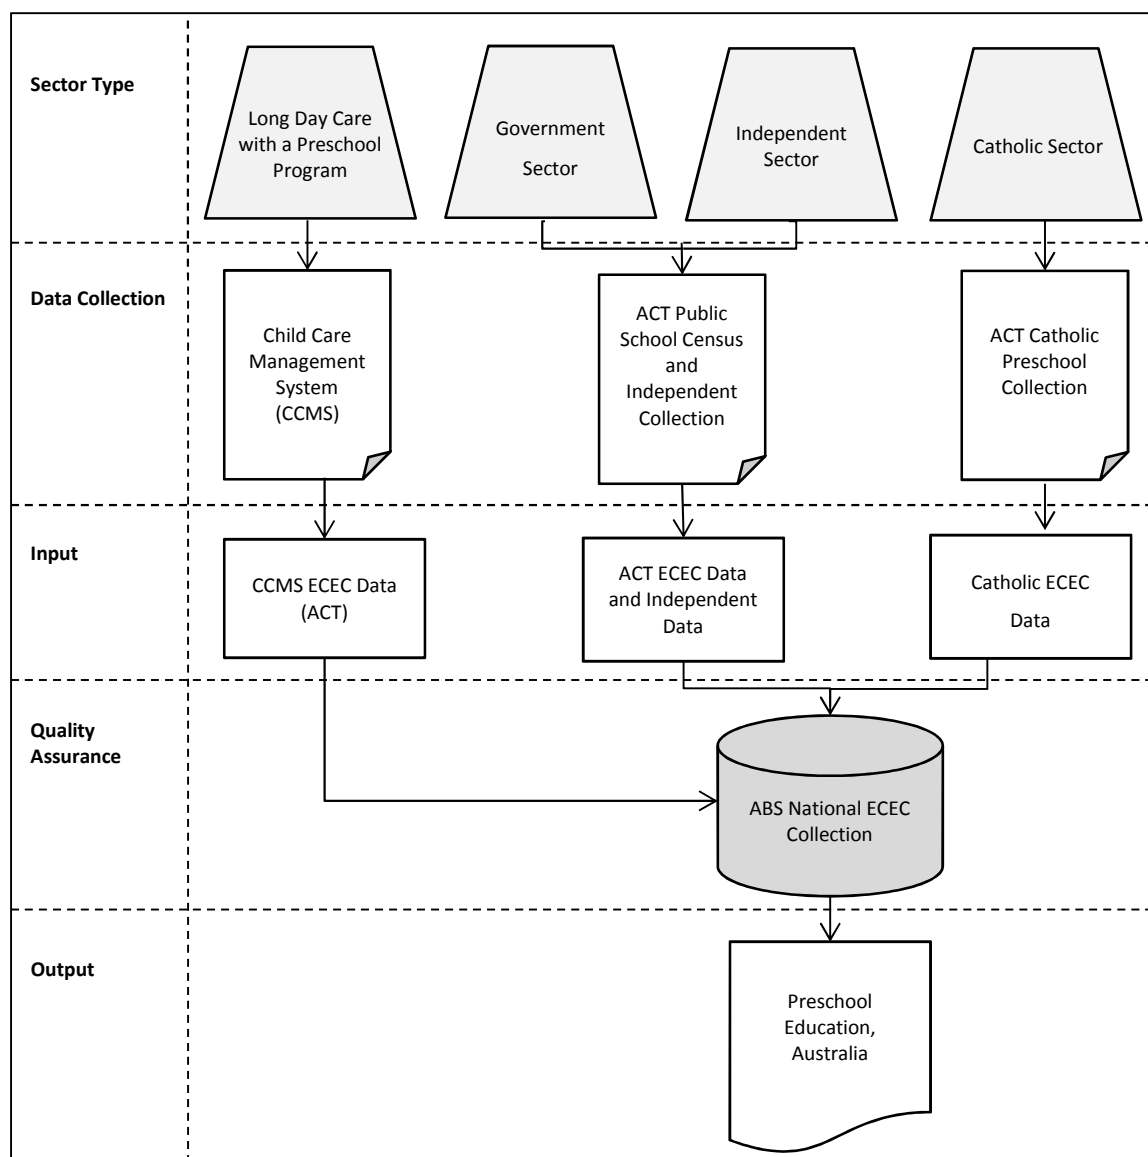 Sector Type
Long Day Care
with a Preschool
Program
Government
Sector
Independent
Sector
Catholic Sector
Data Collection
Child Care
Management
System
(CCMS)
ACT Public
School Census
and
Independent
Collection
ACT Catholic
Preschool
Collection
Input
CCMS ECEC Data
(ACT)
ACT ECEC Data
and Independent
Data
Catholic ECEC
Data
Quality
Assurance
ABS National ECEC
Collection
Output
Preschool
Education,
Australia